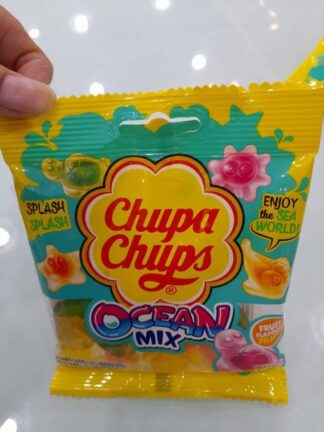 SPLASH
SPLASH
ENJOY
the SEA
WORLD!
Chupa
Chups
®
OCEAN
MIX
FRUIT